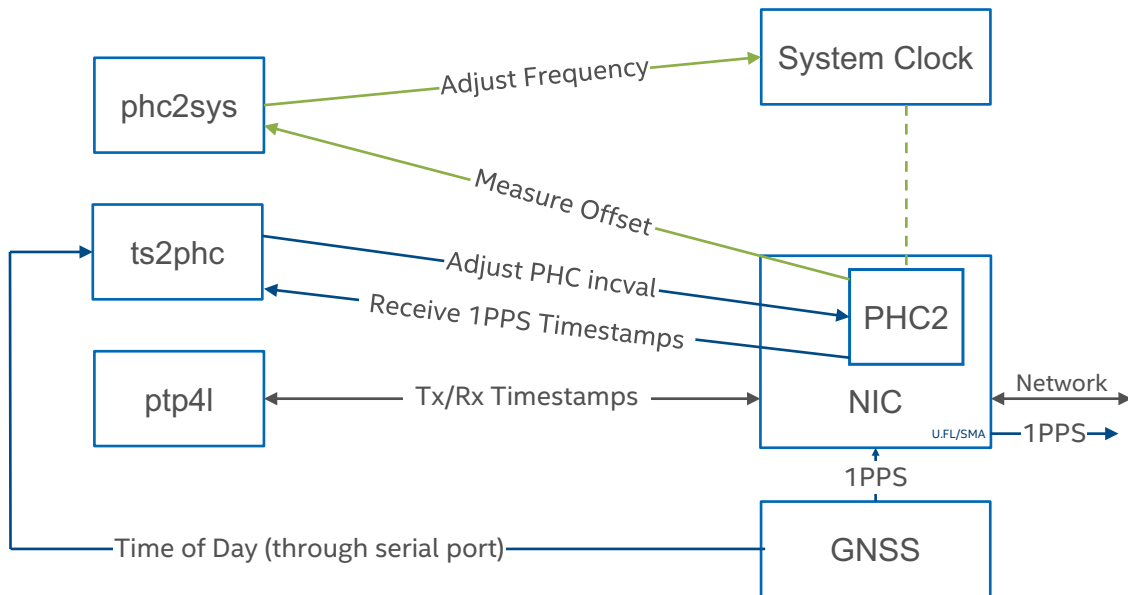 System Clock
Adjust Frequency
phc2sys
Measure Offset
ts2phc
Adjust PHC incval
Receive 1PPS Timestamps
PHC2
ptp4l
Tx/Rx Timestamps
NIC
Network
U.FL/SMA
1PPS
1PPS
Time of Day (through serial port)
GNSS